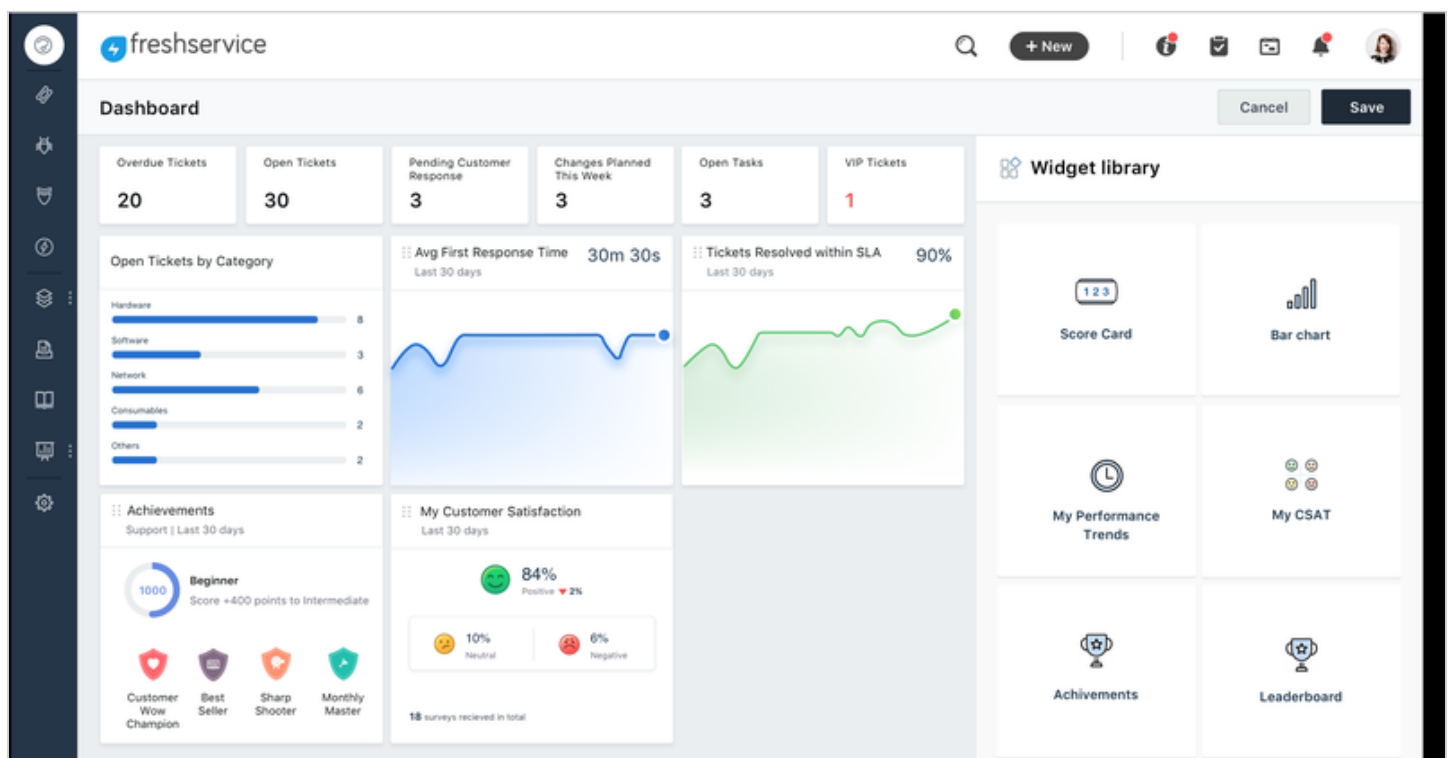 freshservice
+ New
Dashboard
Cancel
Save
Overdue Tickets
20
Open Tickets
30
Pending Customer
Response
3
Changes Planned
This Week
3
Open Tasks
3
VIP Tickets
1
Open Tickets by Category
Hardware
8
Software
3
Network
6
Consumables
2
Others
2
Avg First Response Time
30m 30s
Last 30 days
Tickets Resolved within SLA
90%
Last 30 days
Achievements
Support | Last 30 days
1000
Beginner
Score +400 points to Intermediate
Customer
Wow
Champion
Best
Seller
Sharp
Shooter
Monthly
Master
My Customer Satisfaction
Last 30 days
84%
Positive ▼ 2%
10%
Neutral
6%
Negative
18 surveys recieved in total
Widget library
1 2 3
Score Card
Bar chart
My Performance
Trends
My CSAT
Achivements
Leaderboard